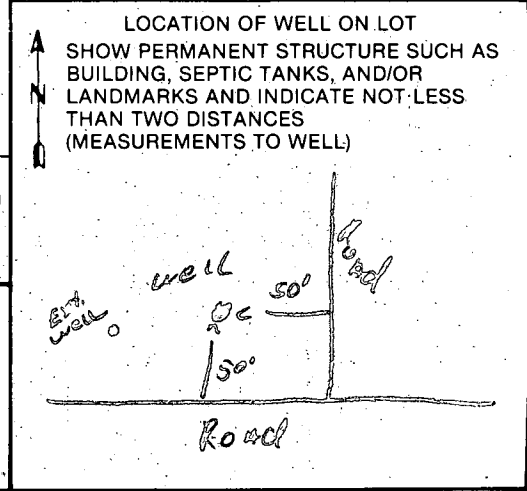 LOCATION OF WELL ON LOT
SHOW PERMANENT STRUCTURE SUCH AS
BUILDING, SEPTIC TANKS, AND/OR
N LANDMARKS AND INDICATE NOT LESS
THAN TWO DISTANCES
(MEASUREMENTS TO WELL)
Road
well
50'
well
50'
Road